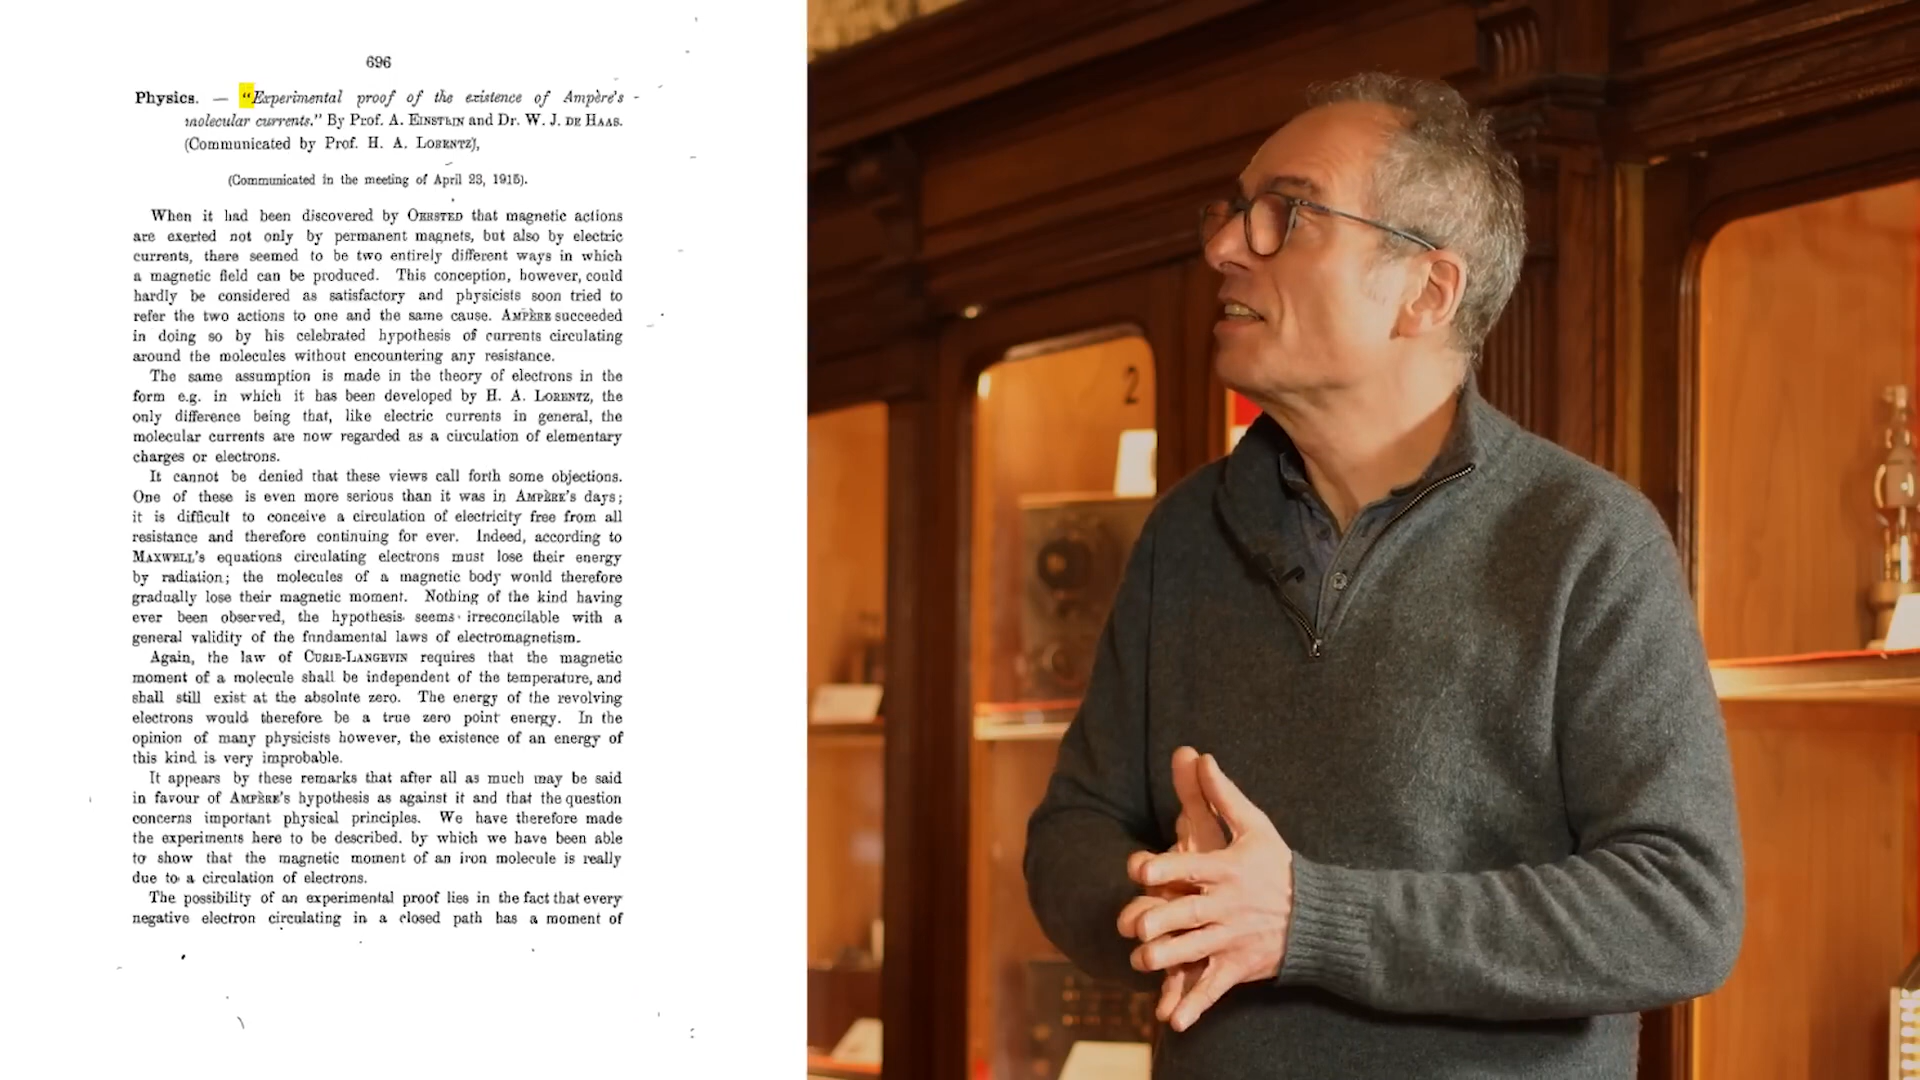 696
Physics. — “Experimental proof of the existence of Ampère's
molecular currents.” By Prof. A. EINSTEIN and Dr. W. J. DE HAAS.
(Communicated by Prof. H. A. LORENTZ),
(Communicated in the meeting of April 23, 1915).
When it had been discovered by OERSTED that magnetic actions
are exerted not only by permanent magnets, but also by electric
currents, there seemed to be two entirely different ways in which
a magnetic field can be produced. This conception, however, could
hardly be considered as satisfactory and physicists soon tried to
refer the two actions to one and the same cause. AMPÈRE succeeded
in doing so by his celebrated hypothesis of currents circulating
around the molecules without encountering any resistance.
The same assumption is made in the theory of electrons in the
form e.g. in which it has been developed by H. A. LORENTZ, the
only difference being that, like electric currents in general, the
molecular currents are now regarded as a circulation of elementary
charges or electrons.
It cannot be denied that these views call forth some objections.
One of these is even more serious than it was in AMPÈRE's days;
it is difficult to conceive a circulation of electricity free from all
resistance and therefore continuing for ever. Indeed, according to
MAXWELL's equations circulating electrons must lose their energy
by radiation; the molecules of a magnetic body would therefore
gradually lose their magnetic moment. Nothing of the kind having
ever been observed, the hypothesis seems irreconcilable with a
general validity of the fundamental laws of electromagnetism.
Again, the law of CURIE-LANGEVIN requires that the magnetic
moment of a molecule shall be independent of the temperature, and
shall still exist at the absolute zero. The energy of the revolving
electrons would therefore be a true zero point energy. In the
opinion of many physicists however, the existence of an energy of
this kind is very improbable.
It appears by these remarks that after all as much may be said
in favour of AMPÈRE's hypothesis as against it and that the question
concerns important physical principles. We have therefore made
the experiments here to be described, by which we have been able
to show that the magnetic moment of an iron molecule is really
due to a circulation of electrons.
The possibility of an experimental proof lies in the fact that every
negative electron circulating in a closed path has a moment of
2